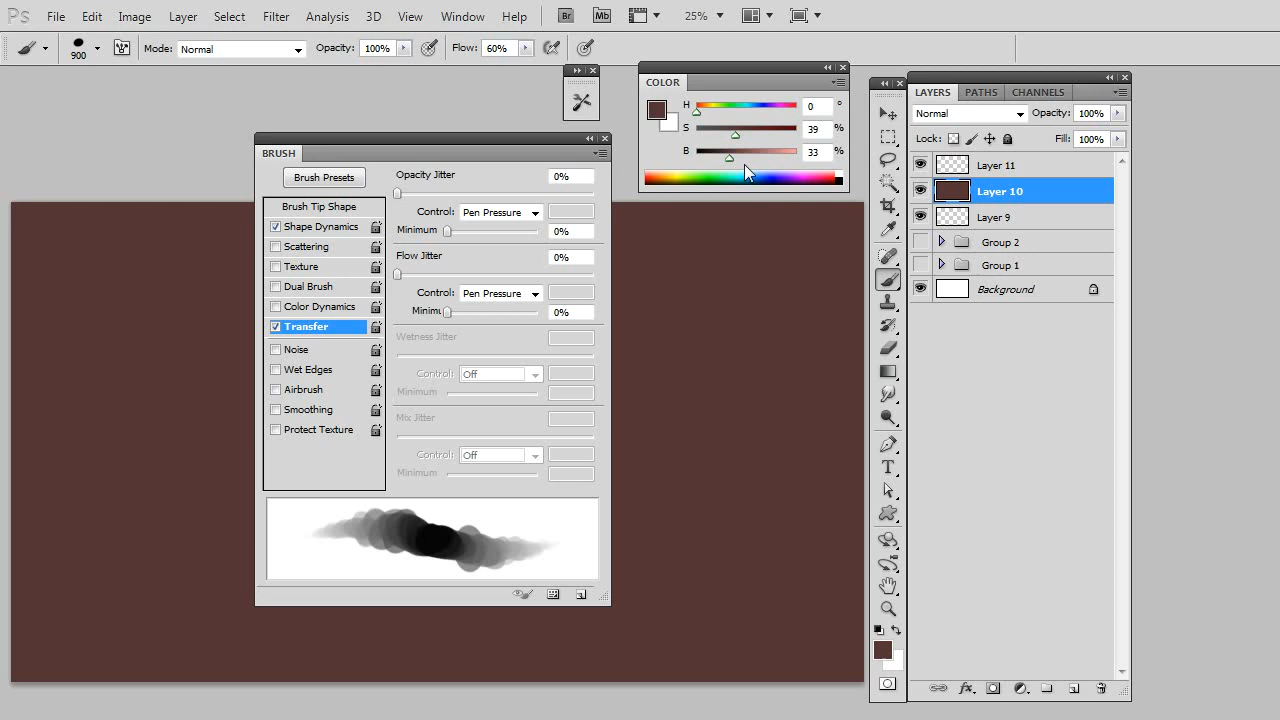 Ps File Edit Image Layer Select Filter Analysis 3D View Window Help Br Mb 25%
900 Mode: Normal Opacity: 100% Flow: 60%
COLOR
H 0 °
S 39 %
B 33 %
BRUSH
Brush Presets
Brush Tip Shape
Shape Dynamics
Scattering
Texture
Dual Brush
Color Dynamics
Transfer
Noise
Wet Edges
Airbrush
Smoothing
Protect Texture
Opacity Jitter 0%
Control: Pen Pressure
Minimum 0%
Flow Jitter 0%
Control: Pen Pressure
Minimu 0%
Wetness Jitter
Control: Off
Minimum
Mix Jitter
Control: Off
Minimum
T
LAYERS PATHS CHANNELS
Normal Opacity: 100%
Lock: Fill: 100%
Layer 11
Layer 10
Layer 9
Group 2
Group 1
Background
fx